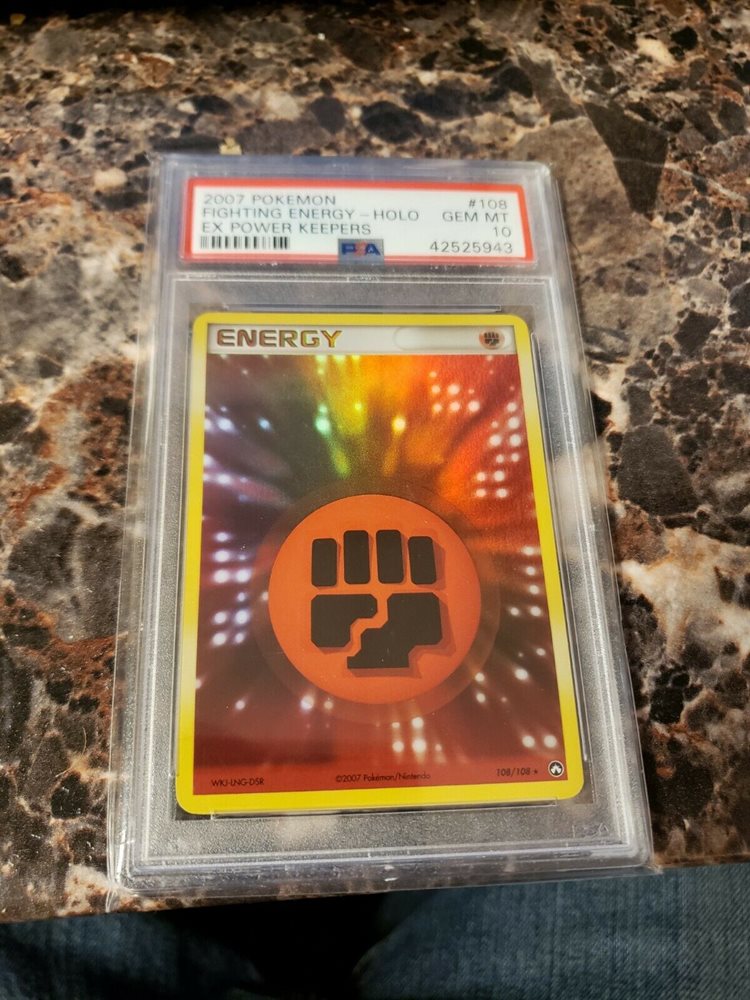 2007 POKEMON #108
FIGHTING ENERGY - HOLO GEM MT
EX POWER KEEPERS 10
PSA 42525943
ENERGY
WKJ-LNG-DSR ©2007 Pokémon/Nintendo 108/108 ★